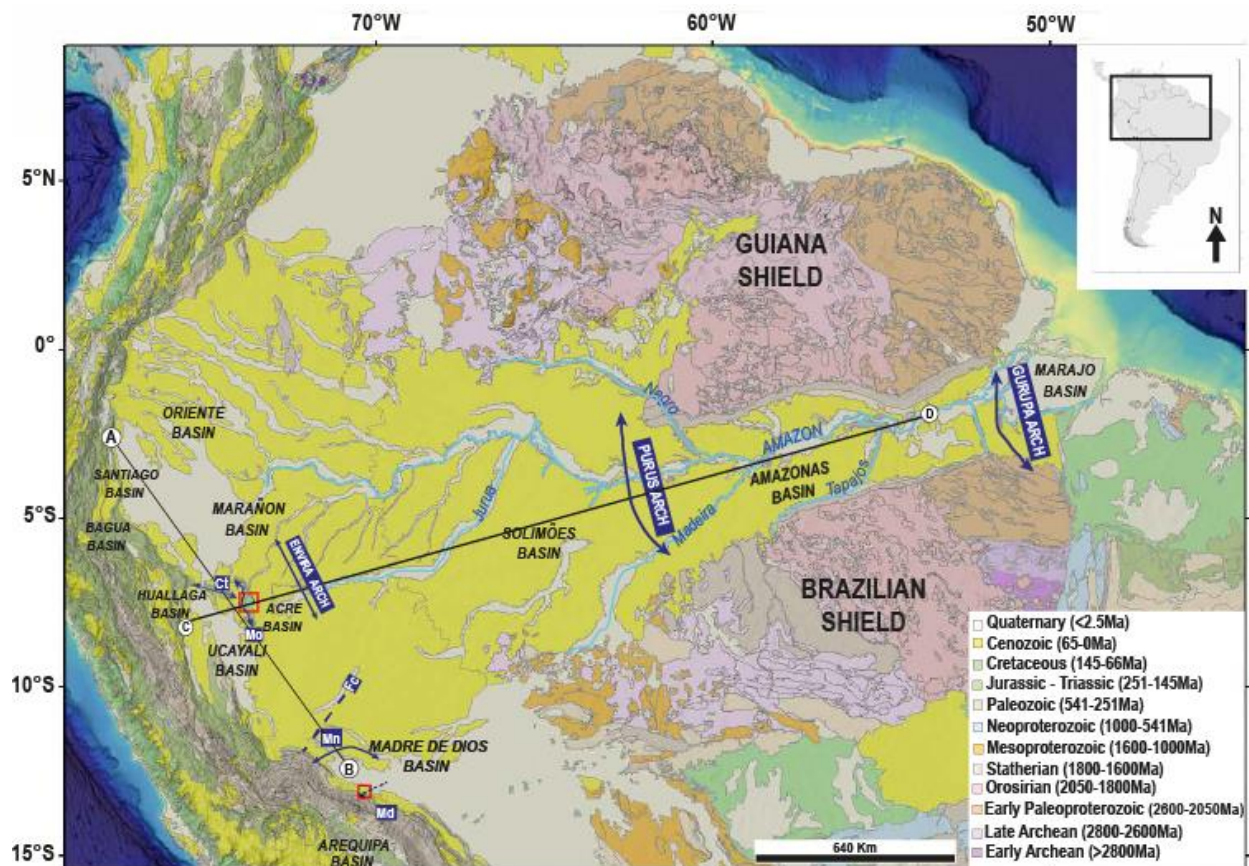 70°W
60°W
50°W
5°N
0°
5°S
10°S
15°S
N
GUIANA
SHIELD
BRAZILIAN
SHIELD
MARAJO
BASIN
GURUPA ARCH
PURUS ARCH
ENVIRA ARCH
ORIENTE
BASIN
A
SANTIAGO
BASIN
BAGUA
BASIN
MARAÑON
BASIN
HUALLAGA
BASIN
C
Ct
ACRE
BASIN
Mo
UCAYALI
BASIN
Fc
Mn
B
MADRE DE DIOS
BASIN
Md
AREQUIPA
BASIN
SOLIMÕES
BASIN
Jurua
Negro
Madeira
AMAZON
AMAZONAS
BASIN
Tapajos
D
640 Km
Quaternary (<2.5Ma)
Cenozoic (65-0Ma)
Cretaceous (145-66Ma)
Jurassic - Triassic (251-145Ma)
Paleozoic (541-251Ma)
Neoproterozoic (1000-541Ma)
Mesoproterozoic (1600-1000Ma)
Statherian (1800-1600Ma)
Orosirian (2050-1800Ma)
Early Paleoproterozoic (2600-2050Ma)
Late Archean (2800-2600Ma)
Early Archean (>2800Ma)